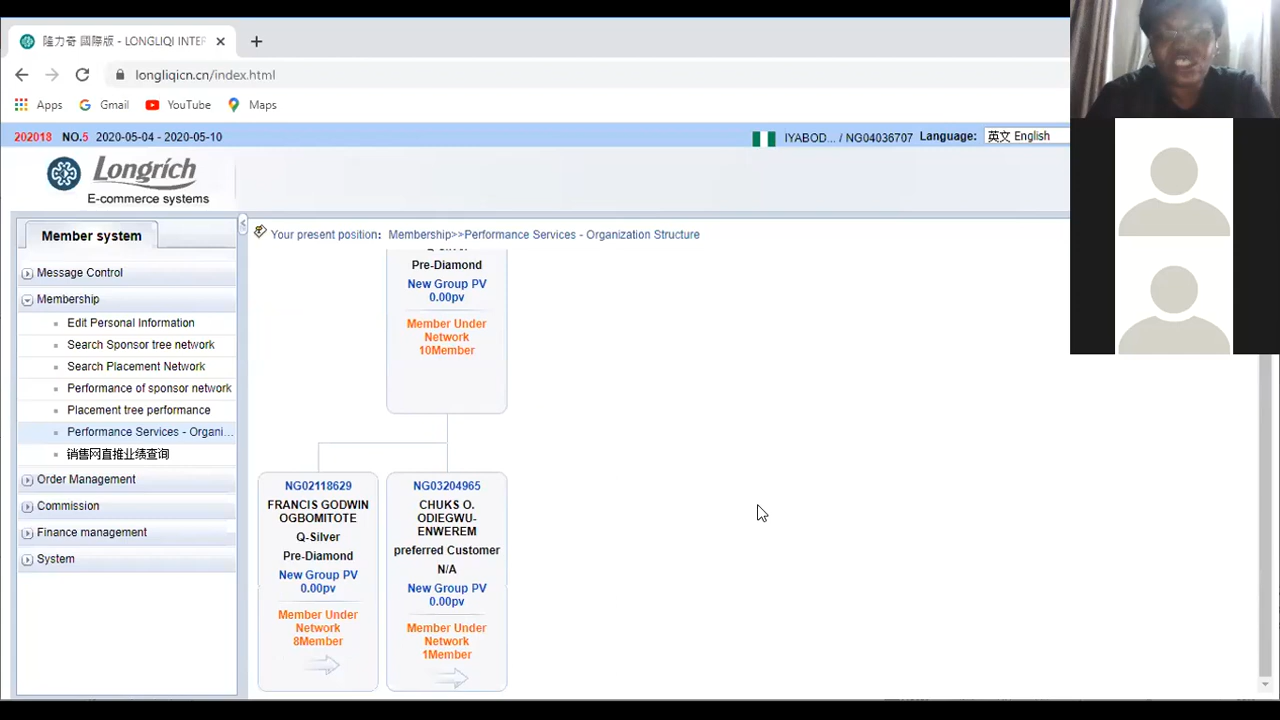 隆力奇 國際版 - LONGLIQI INTER
longliqicn.cn/index.html
Apps
Gmail
YouTube
Maps
202018 NO.5 2020-05-04 - 2020-05-10
IYABOD... / NG04036707
Language:
英文 English
Longrích
E-commerce systems
Member system
Your present position: Membership>>Performance Services - Organization Structure
Message Control
Membership
Edit Personal Information
Search Sponsor tree network
Search Placement Network
Performance of sponsor network
Placement tree performance
Performance Services - Organi...
销售网直推业绩查询
Order Management
Commission
Finance management
System
Pre-Diamond
New Group PV
0.00pv
Member Under
Network
10Member
NG02118629
FRANCIS GODWIN
OGBOMITOTE
Q-Silver
Pre-Diamond
New Group PV
0.00pv
Member Under
Network
8Member
NG03204965
CHUKS O.
ODIEGWU-
ENWEREM
preferred Customer
N/A
New Group PV
0.00pv
Member Under
Network
1Member